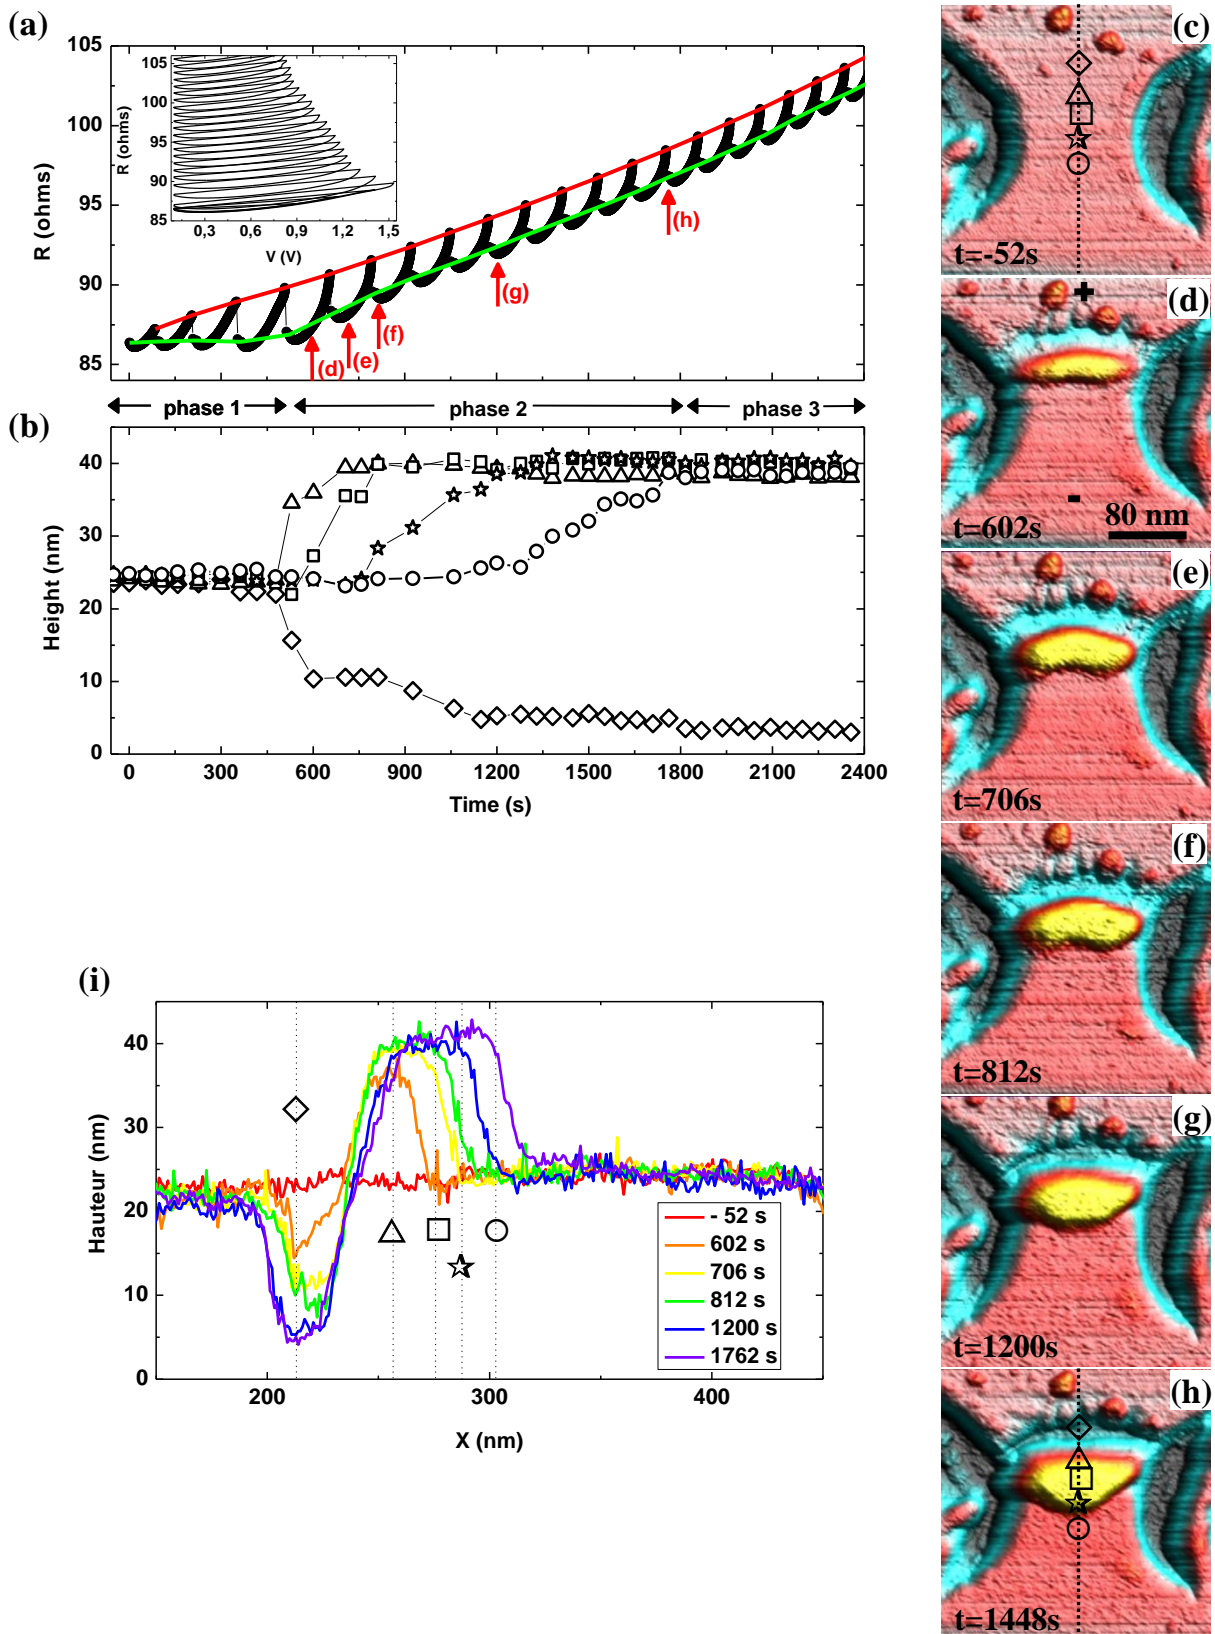 (a)
105
100
95
90
85
R (ohms)
105
100
95
90
85
R (ohms)
0,3 0,6 0,9 1,2 1,5
V (V)
(d)
(e)
(f)
(g)
(h)
phase 1 phase 2 phase 3
(b)
40
30
20
10
0
Height (nm)
0 300 600 900 1200 1500 1800 2100 2400
Time (s)
(c)
t=-52s
(d)
+
-
t=602s
80 nm
(e)
t=706s
(f)
t=812s
(g)
t=1200s
(h)
t=1448s
(i)
40
30
20
10
0
Hauteur (nm)
- 52 s
602 s
706 s
812 s
1200 s
1762 s
200 300 400
X (nm)